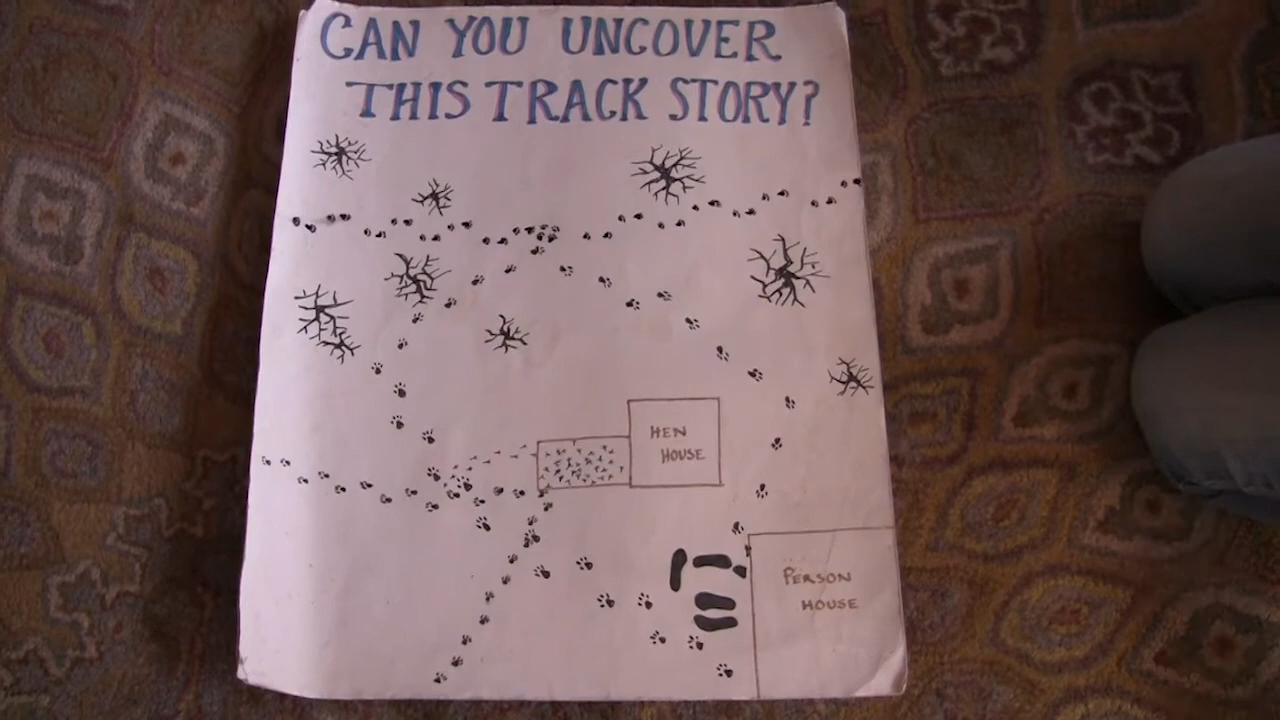 CAN YOU UNCOVER
THIS TRACK STORY?
HEN
HOUSE
PERSON
HOUSE